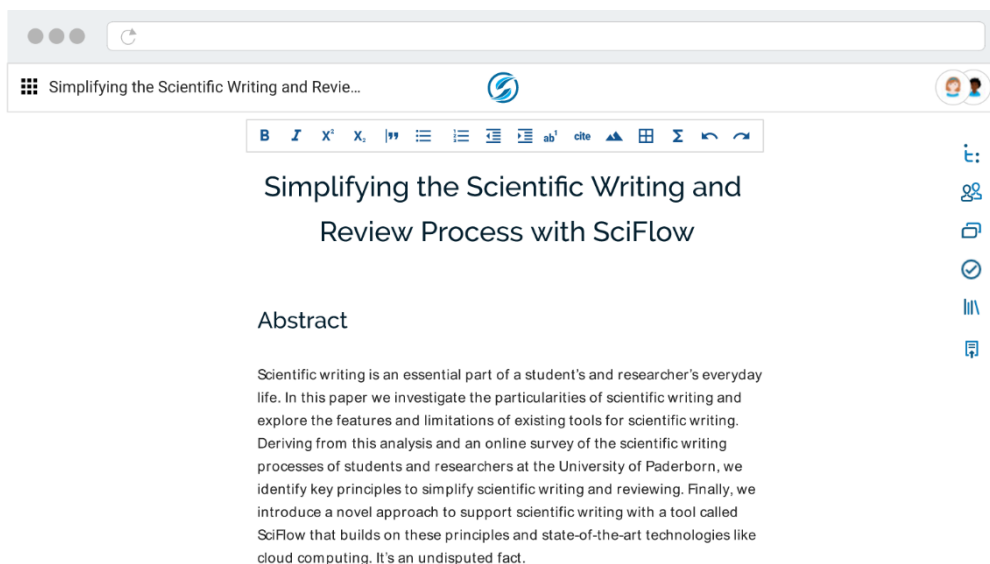 Simplifying the Scientific Writing and Revie...
B I X² X₂ ab¹ cite Σ
Simplifying the Scientific Writing and
Review Process with SciFlow
Abstract
Scientific writing is an essential part of a student's and researcher's everyday
life. In this paper we investigate the particularities of scientific writing and
explore the features and limitations of existing tools for scientific writing.
Deriving from this analysis and an online survey of the scientific writing
processes of students and researchers at the University of Paderborn, we
identify key principles to simplify scientific writing and reviewing. Finally, we
introduce a novel approach to support scientific writing with a tool called
SciFlow that builds on these principles and state-of-the-art technologies like
cloud computing. It's an undisputed fact.